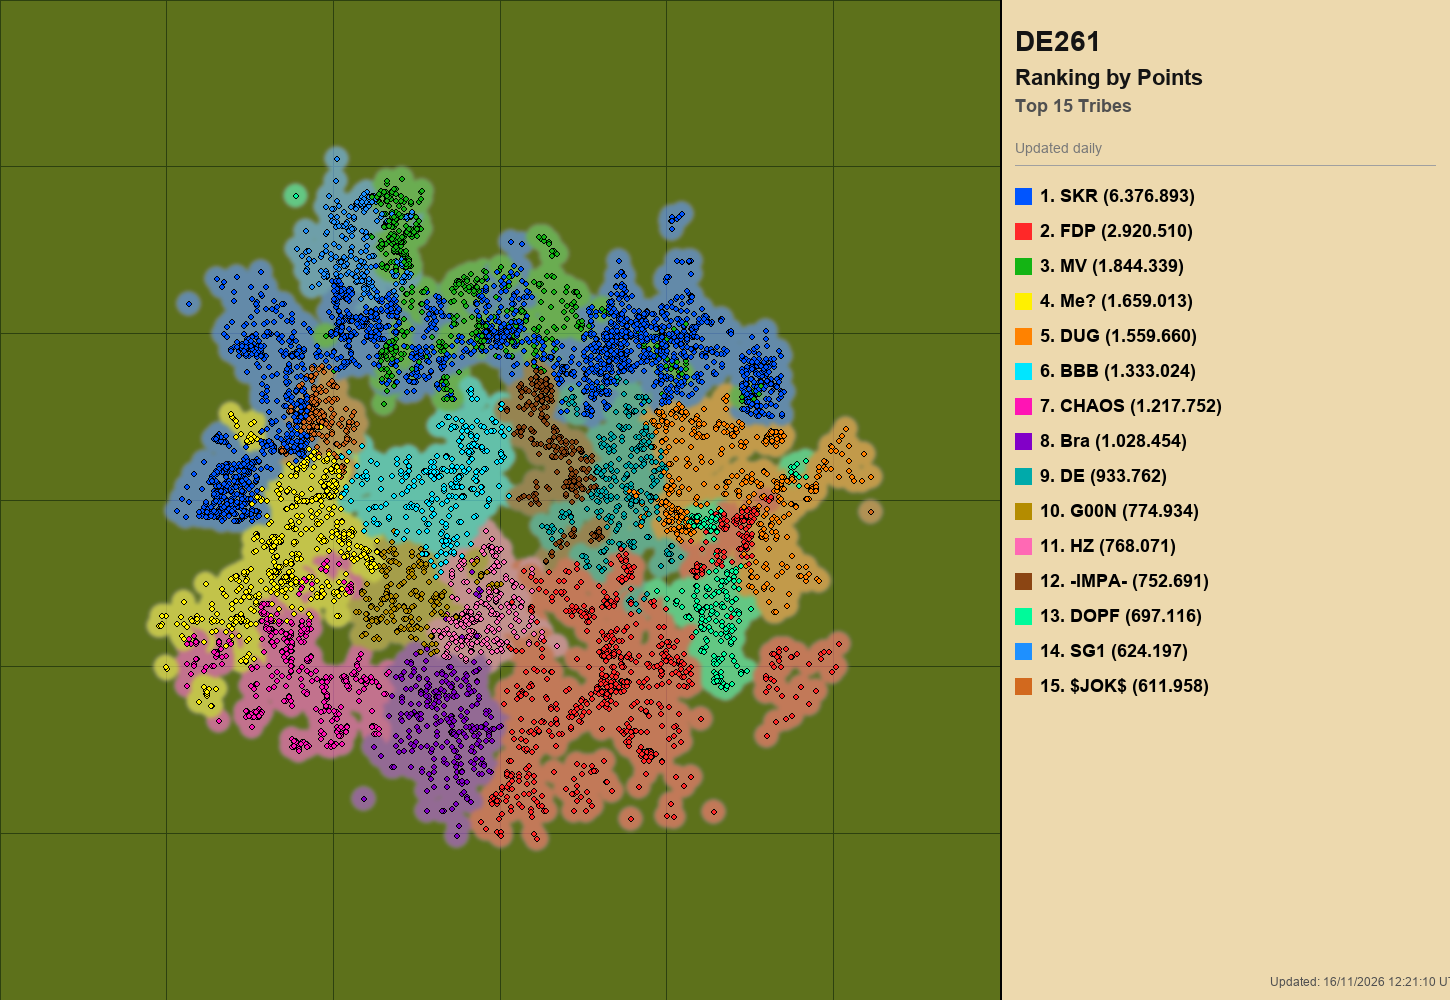 DE261
Ranking by Points
Top 15 Tribes
Updated daily
1. SKR (6.376.893)
2. FDP (2.920.510)
3. MV (1.844.339)
4. Me? (1.659.013)
5. DUG (1.559.660)
6. BBB (1.333.024)
7. CHAOS (1.217.752)
8. Bra (1.028.454)
9. DE (933.762)
10. G00N (774.934)
11. HZ (768.071)
12. -IMPA- (752.691)
13. DOPF (697.116)
14. SG1 (624.197)
15. $JOK$ (611.958)
Updated: 16/11/2026 12:21:10 U